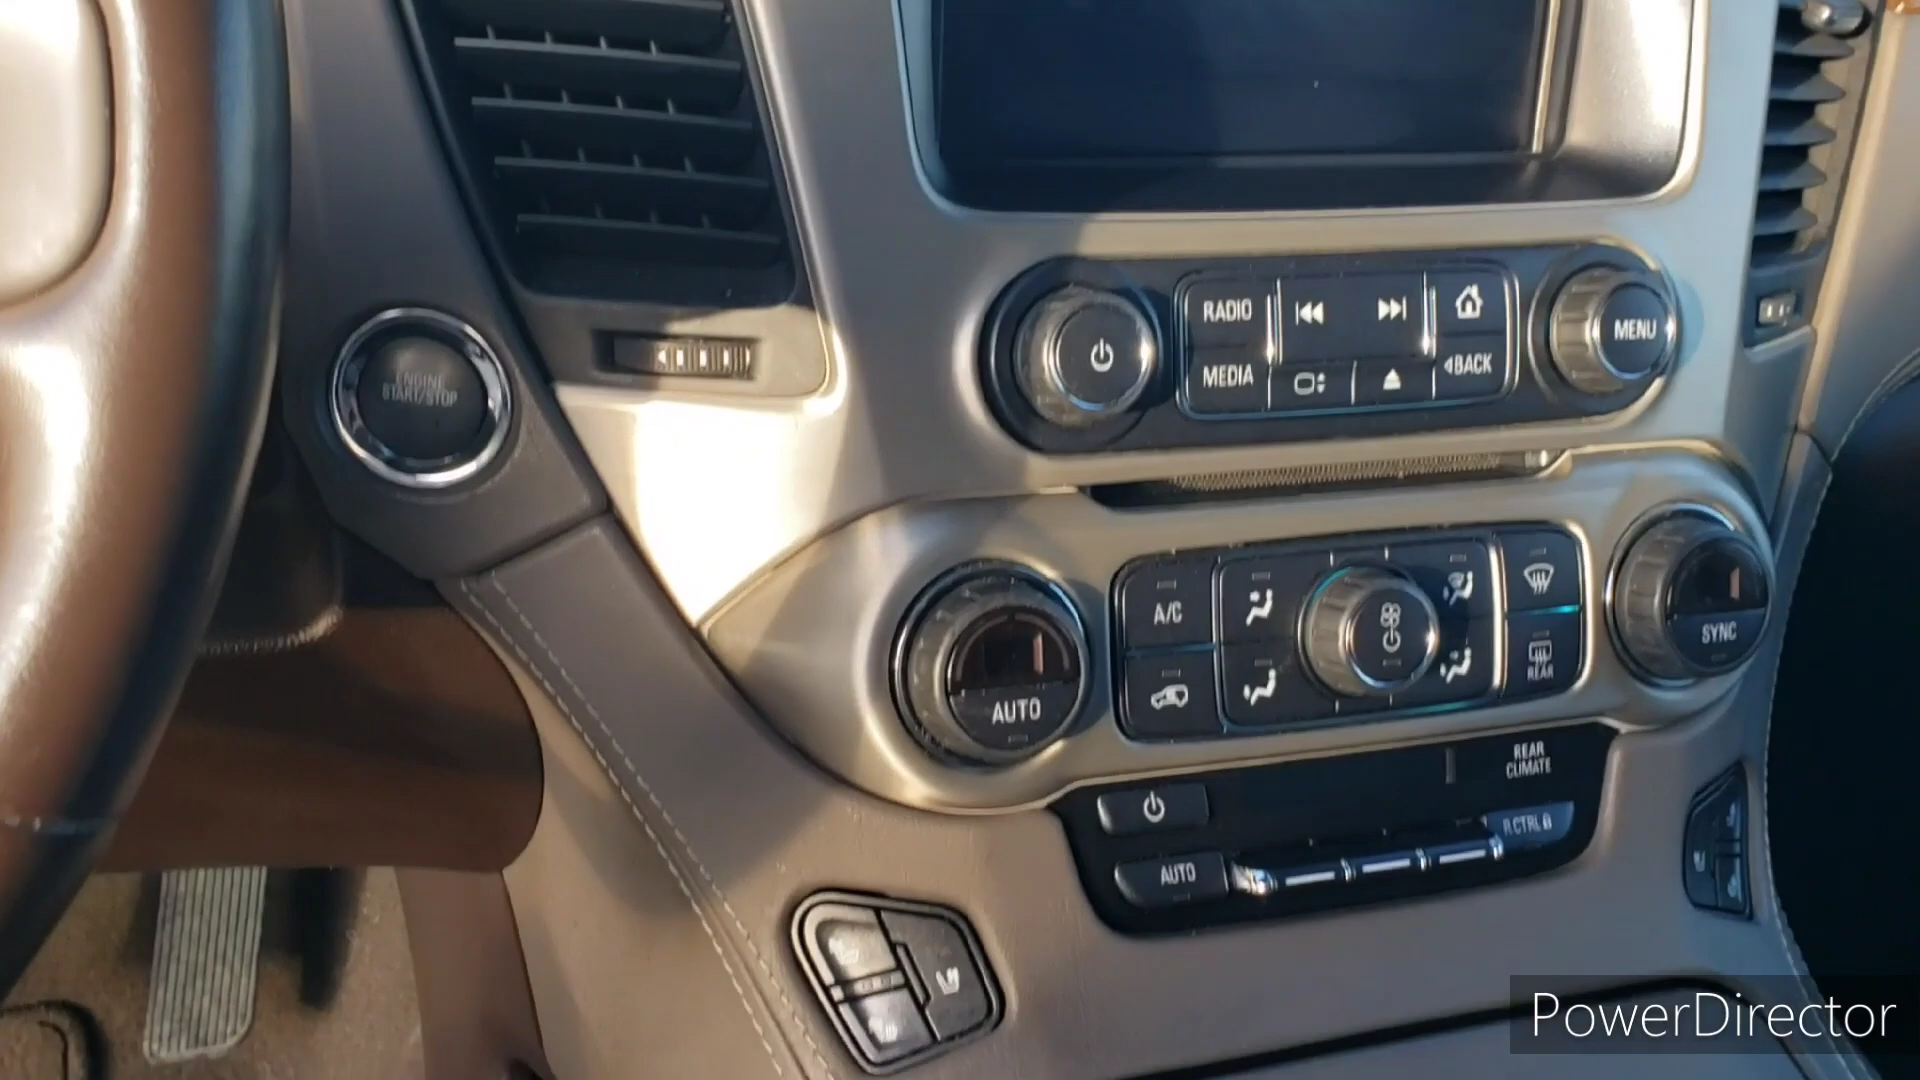 ENGINE
START/STOP
RADIO
MEDIA
BACK
MENU
A/C
AUTO
REAR
SYNC
REAR
CLIMATE
R CTRL
AUTO
PowerDirector